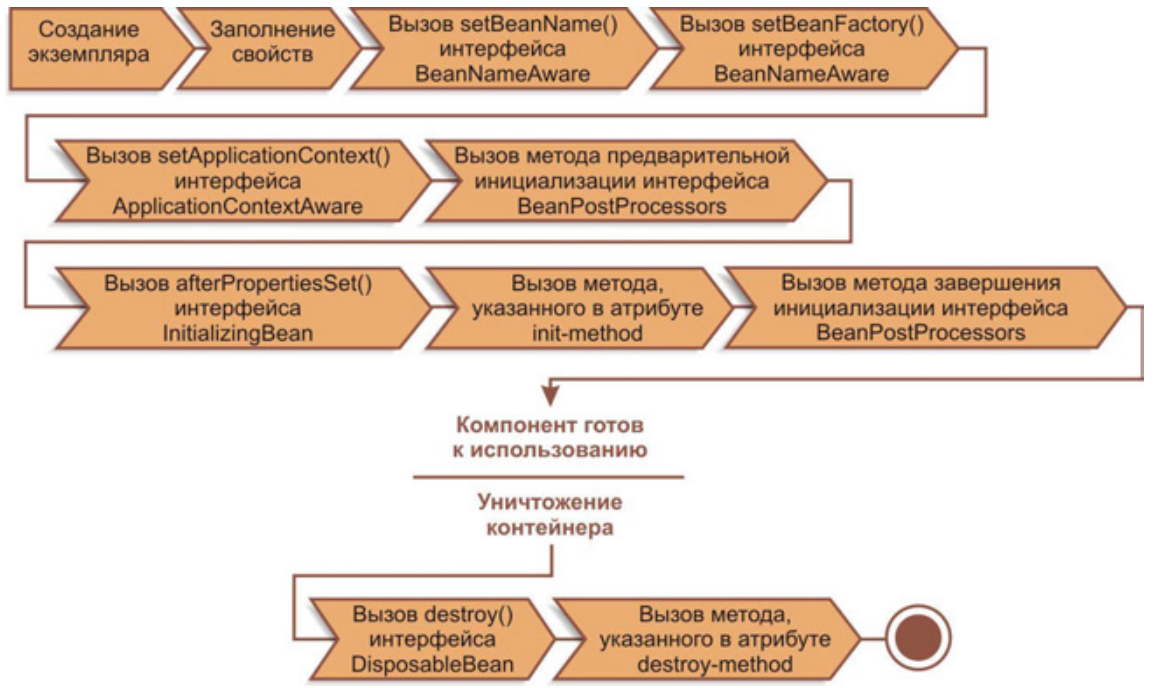 Создание
экземпляра
Заполнение
свойств
Вызов setBeanName()
интерфейса
BeanNameAware
Вызов setBeanFactory()
интерфейса
BeanNameAware
Вызов setApplicationContext()
интерфейса
ApplicationContextAware
Вызов метода предварительной
инициализации интерфейса
BeanPostProcessors
Вызов afterPropertiesSet()
интерфейса
InitializingBean
Вызов метода,
указанного в атрибуте
init-method
Вызов метода завершения
инициализации интерфейса
BeanPostProcessors
Компонент готов
к использованию
Уничтожение
контейнера
Вызов destroy()
интерфейса
DisposableBean
Вызов метода,
указанного в атрибуте
destroy-method